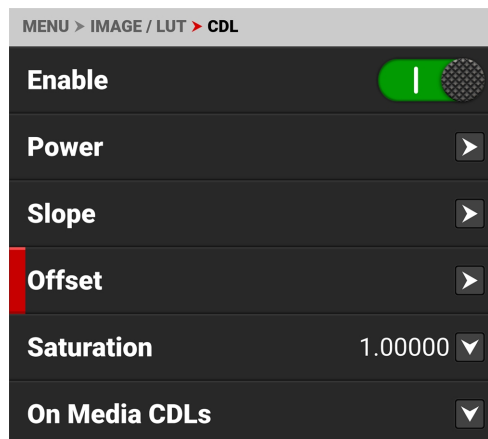 MENU > IMAGE / LUT > CDL
Enable
Power
Slope
Offset
Saturation 1.00000
On Media CDLs